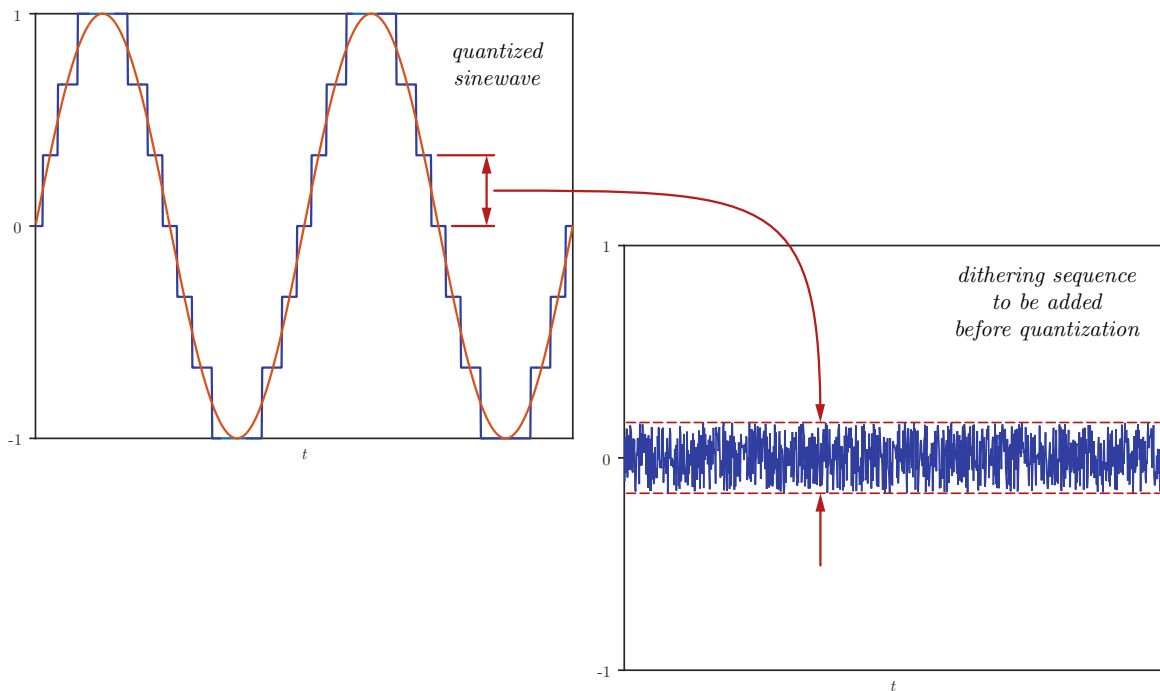 1
quantized
sinewave
0
-1
t
1
dithering sequence
to be added
before quantization
0
-1
t